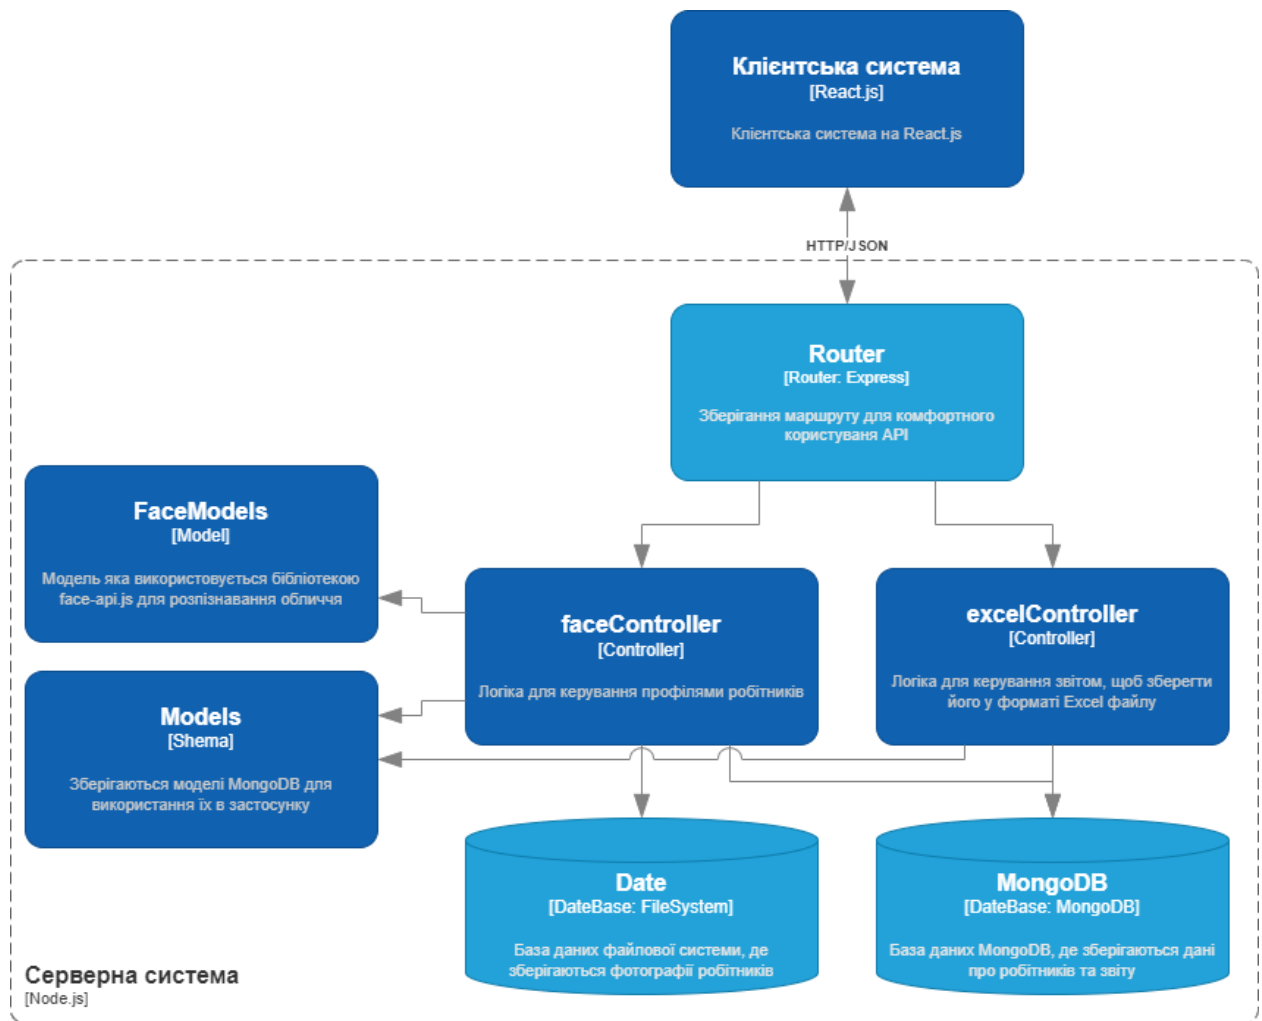 Клієнтська система
[React.js]
Клієнтська система на React.js
HTTP/JSON
Router
[Router: Express]
Зберігання маршруту для комфортного
користуваня API
FaceModels
[Model]
Модель яка використовується бібліотекою
face-api.js для розпізнавання обличчя
faceController
[Controller]
Логіка для керування профілями робітників
excelController
[Controller]
Логіка для керування звітом, щоб зберегти
його у форматі Excel файлу
Models
[Shema]
Зберігаються моделі MongoDB для
використання їх в застосунку
Date
[DateBase: FileSystem]
База даних файлової системи, де
зберігаються фотографії робітників
MongoDB
[DateBase: MongoDB]
База даних MongoDB, де зберігаються дані
про робітників та звіту
Серверна система
[Node.js]